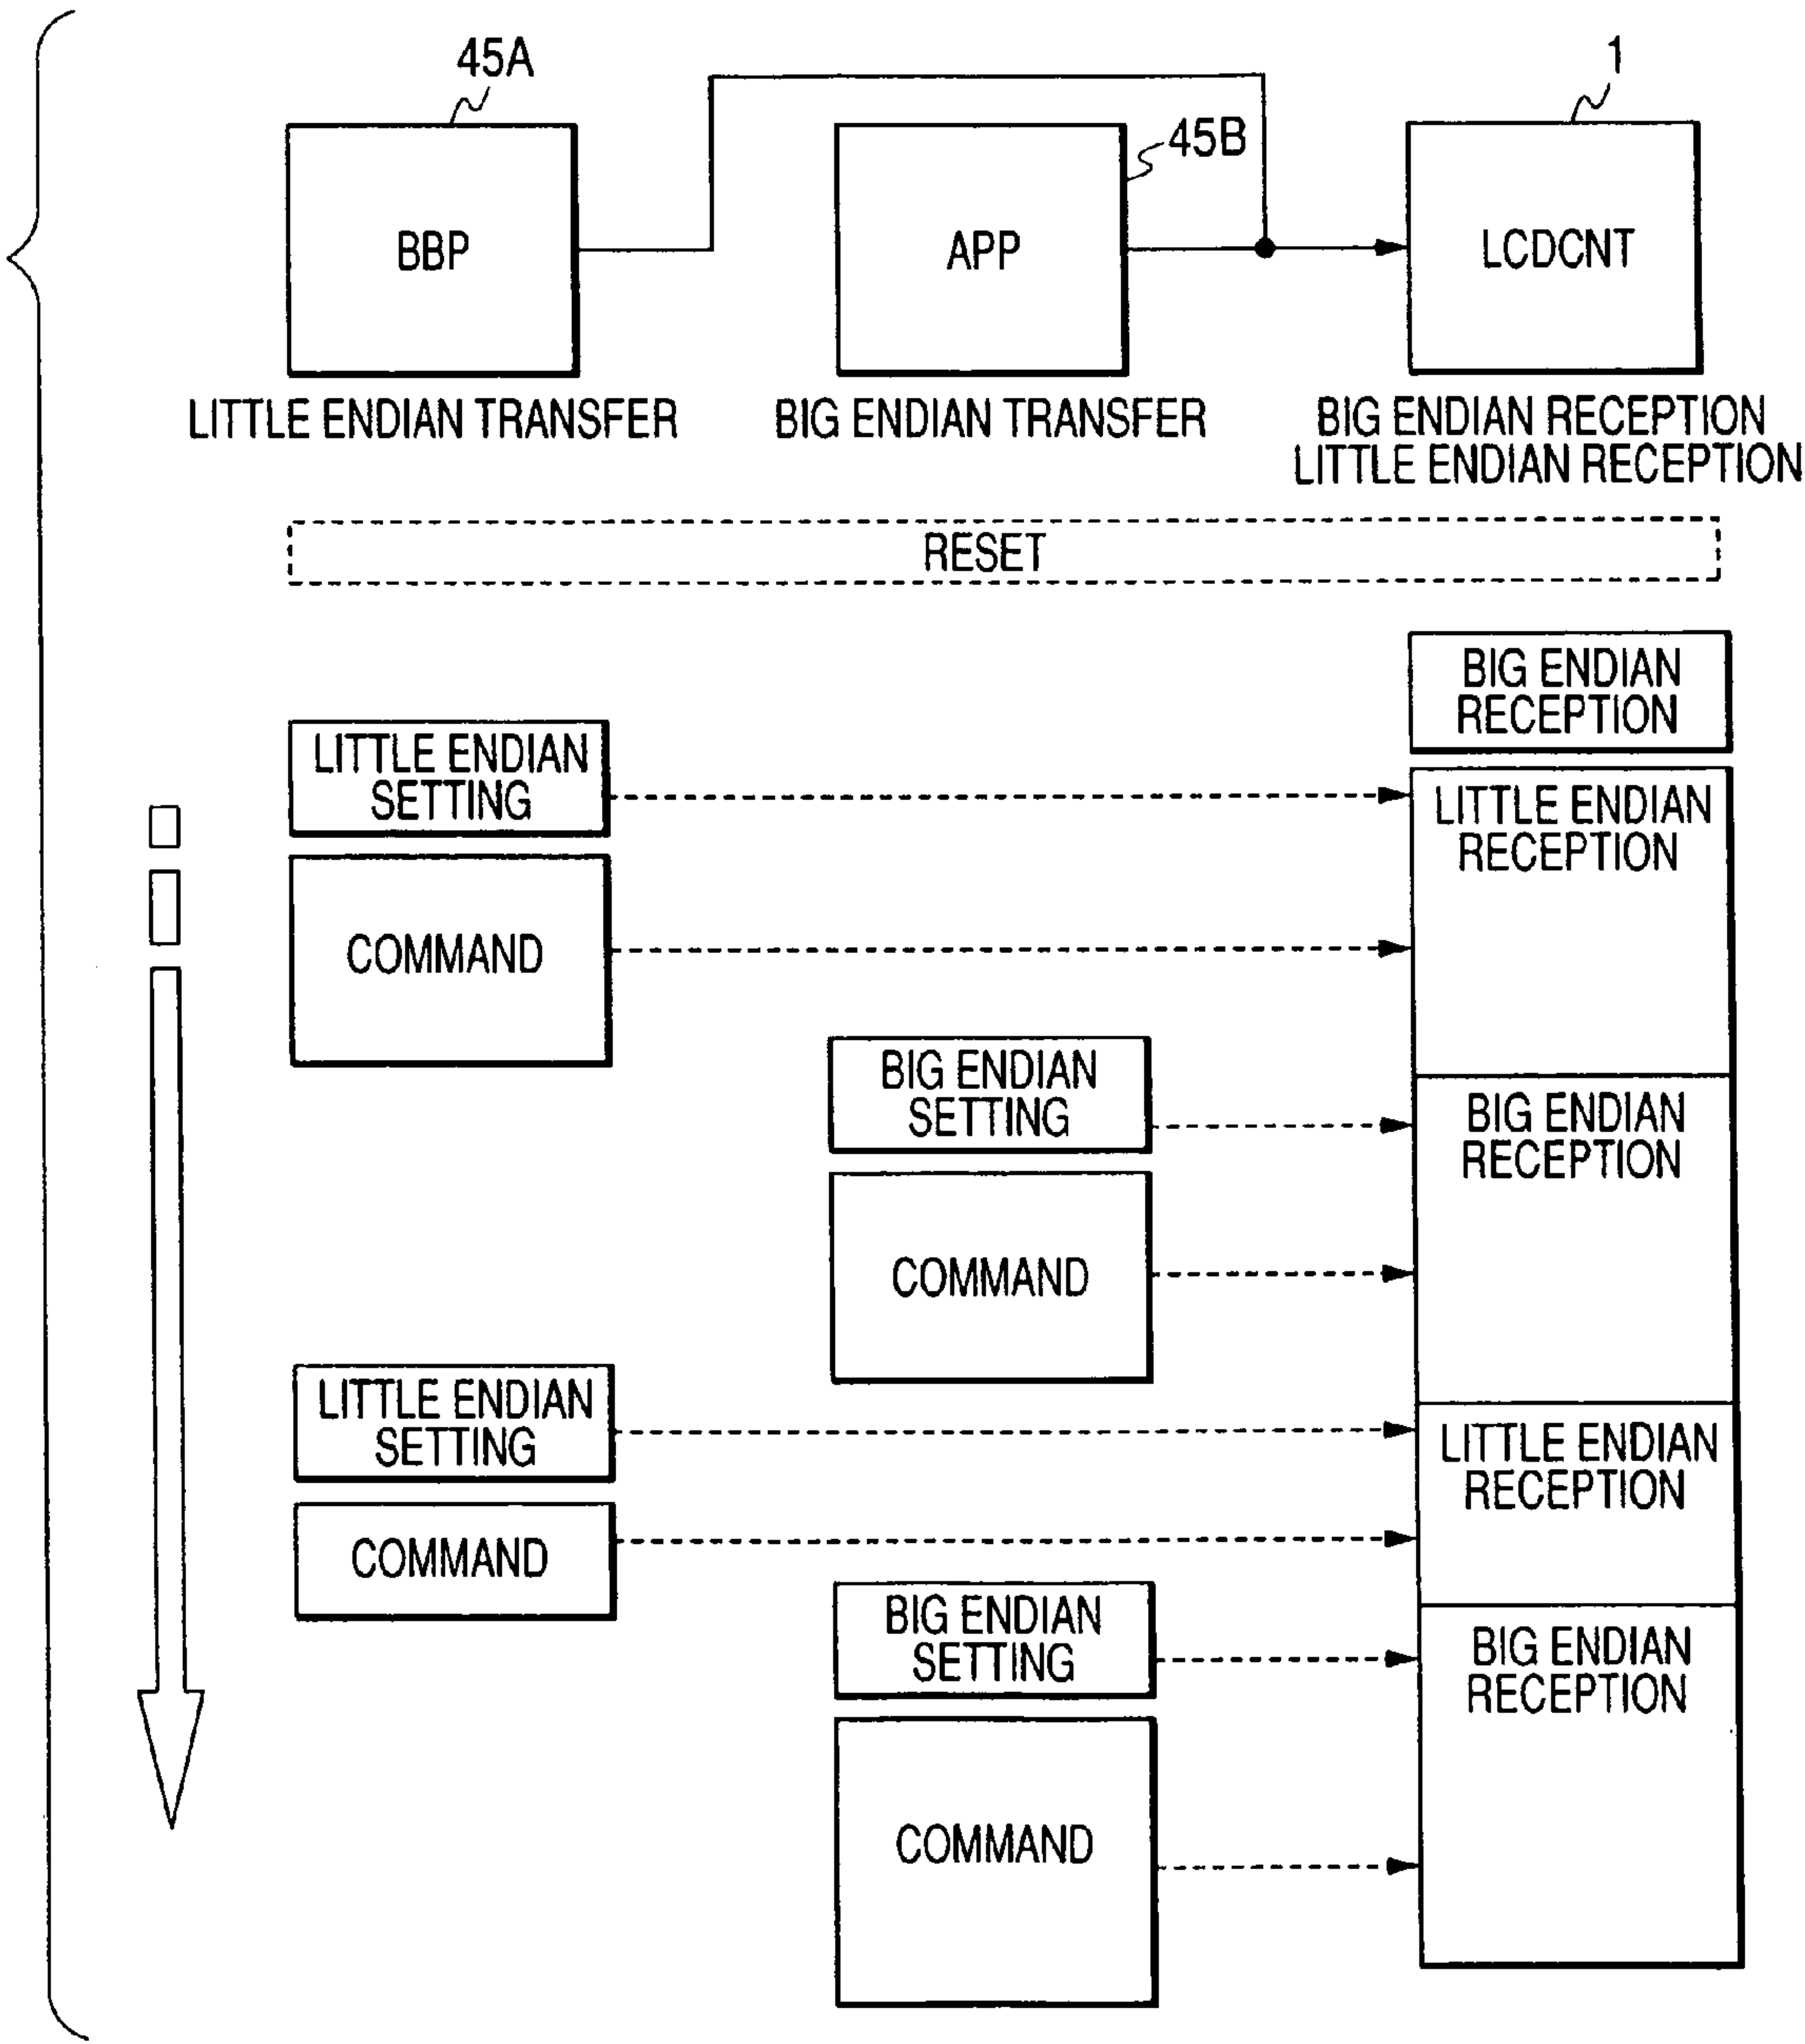 45A
1
45B
BBP
APP
LCDCNT
LITTLE ENDIAN TRANSFER
BIG ENDIAN TRANSFER
BIG ENDIAN RECEPTION
LITTLE ENDIAN RECEPTION
RESET
BIG ENDIAN
RECEPTION
LITTLE ENDIAN
SETTING
LITTLE ENDIAN
RECEPTION
COMMAND
BIG ENDIAN
SETTING
BIG ENDIAN
RECEPTION
COMMAND
LITTLE ENDIAN
SETTING
LITTLE ENDIAN
RECEPTION
COMMAND
BIG ENDIAN
SETTING
BIG ENDIAN
RECEPTION
COMMAND